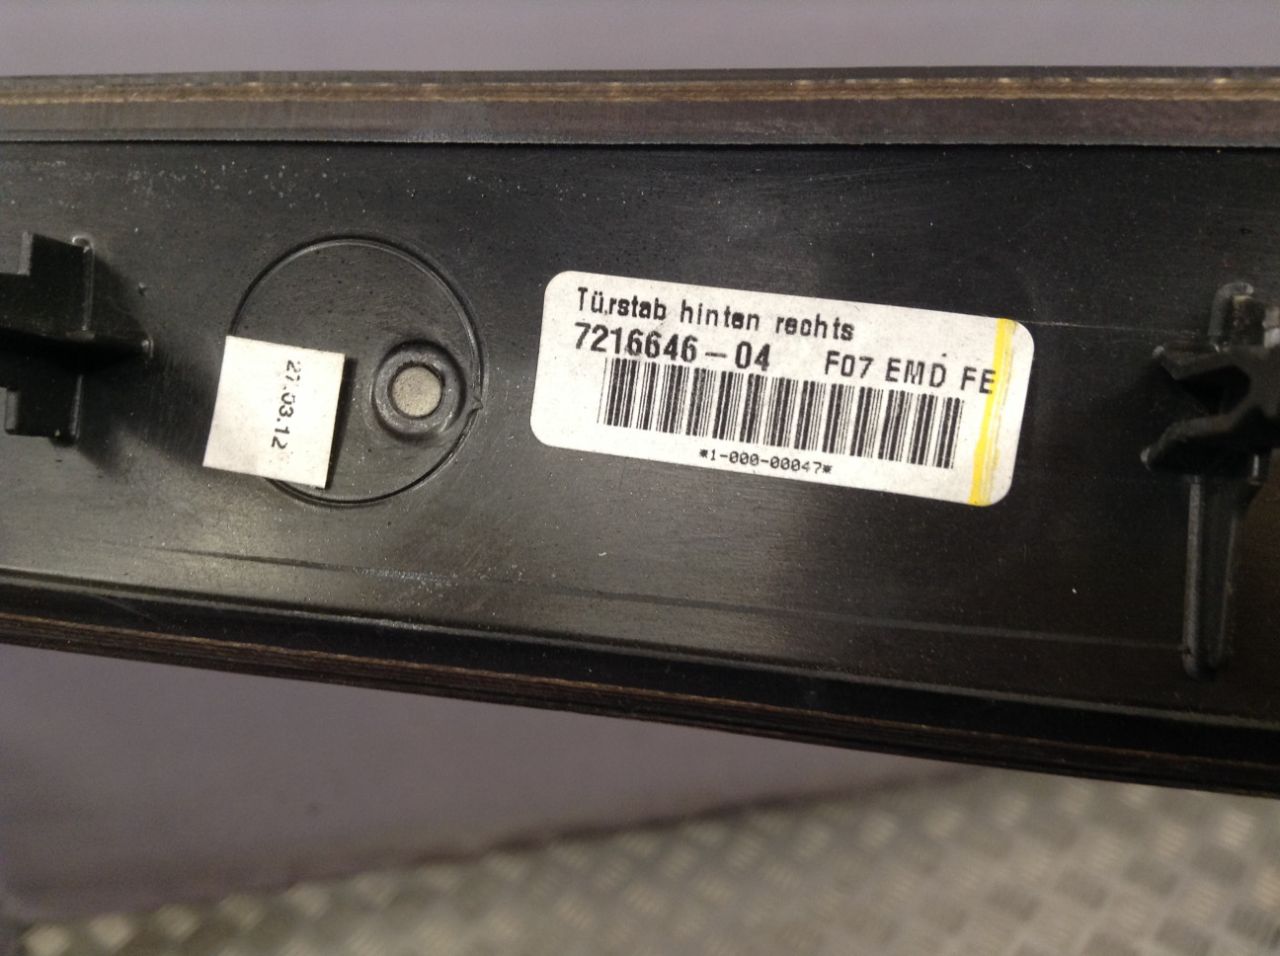 Türstab hinten rechts
7216646-04 F07 EMD FE
*1-000-00047*
27.03.12